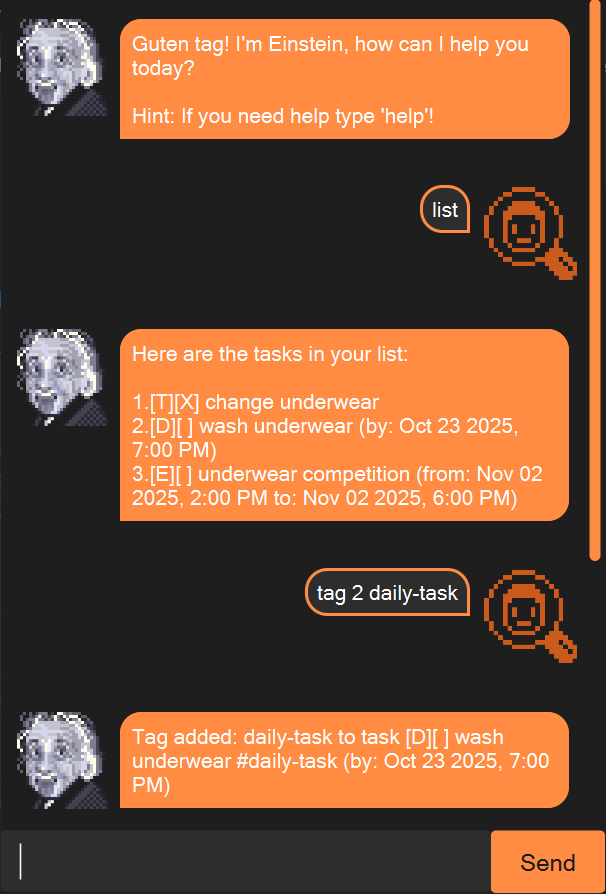 Guten tag! I'm Einstein, how can I help you
today?
Hint: If you need help type 'help'!
list
Here are the tasks in your list:
1.[T][X] change underwear
2.[D][ ] wash underwear (by: Oct 23 2025,
7:00 PM)
3.[E][ ] underwear competition (from: Nov 02
2025, 2:00 PM to: Nov 02 2025, 6:00 PM)
tag 2 daily-task
Tag added: daily-task to task [D][ ] wash
underwear #daily-task (by: Oct 23 2025, 7:00
PM)
Send